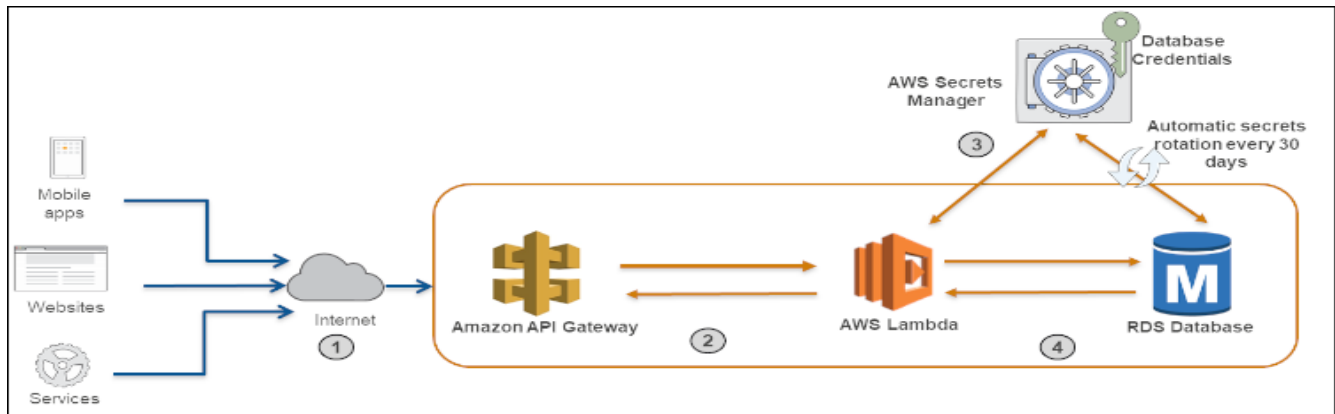 Database
Credentials
AWS Secrets
Manager
Automatic secrets
rotation every 30
days
3
Mobile
apps
Websites
Internet
1
Services
Amazon API Gateway
2
AWS Lambda
4
M
RDS Database